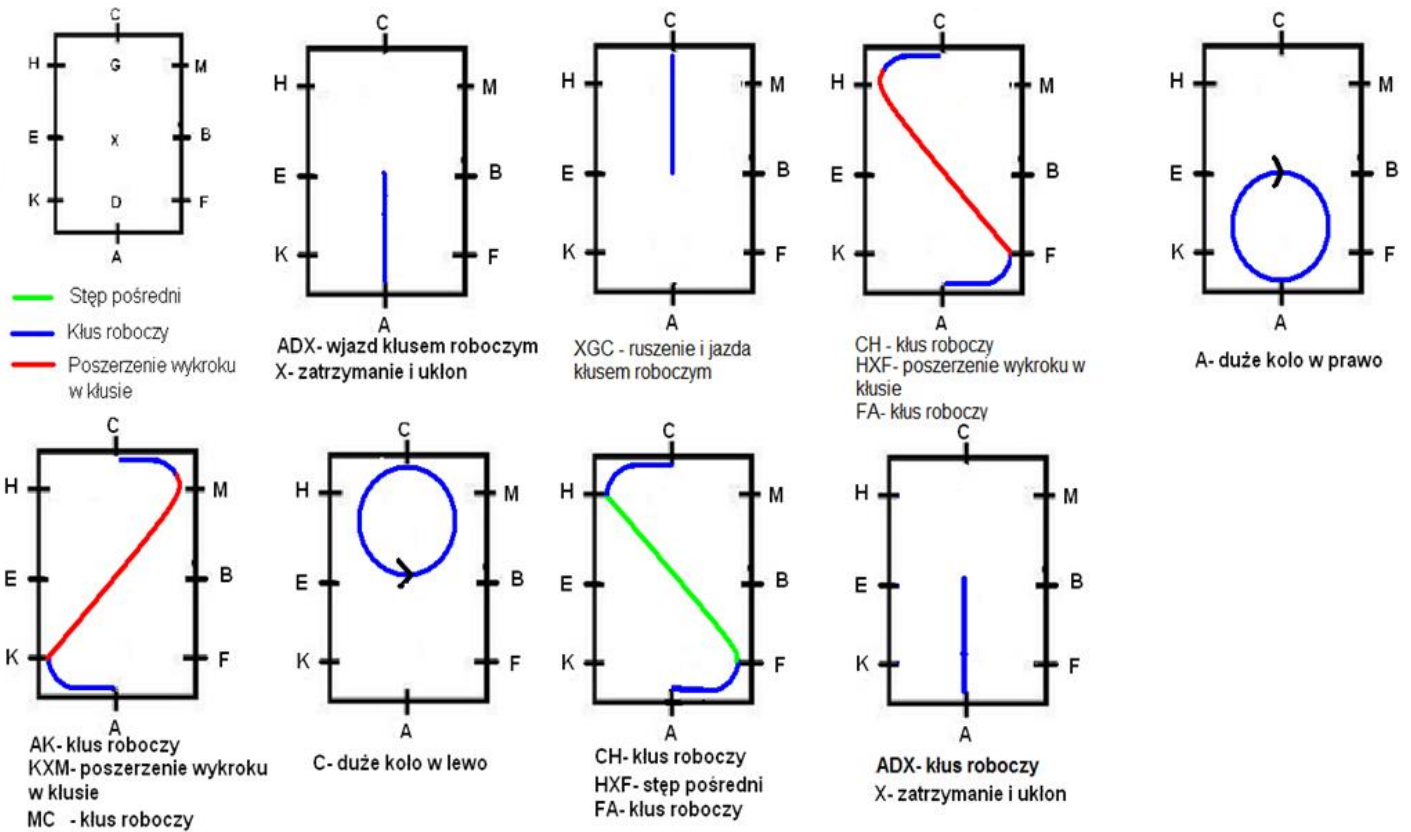 C
H G M
E X B
K D F
A
Stęp pośredni
Kłus roboczy
Poszerzenie wykroku
w kłusie
C
H M
E B
K F
A
ADX- wjazd kłusem roboczym
X- zatrzymanie i ukłon
C
H M
E B
K F
A
XGC - ruszenie i jazda
kłusem roboczym
C
H M
E B
K F
A
CH - kłus roboczy
HXF- poszerzenie wykroku w
kłusie
FA- kłus roboczy
C
H M
E B
K F
A
A- duże koło w prawo
C
H M
E B
K F
A
AK- kłus roboczy
KXM- poszerzenie wykroku
w kłusie
MC - kłus roboczy
C
H M
E B
K F
A
C- duże koło w lewo
C
H M
E B
K F
A
CH- kłus roboczy
HXF- stęp pośredni
FA- kłus roboczy
C
H M
E B
K F
A
ADX- kłus roboczy
X- zatrzymanie i ukłon